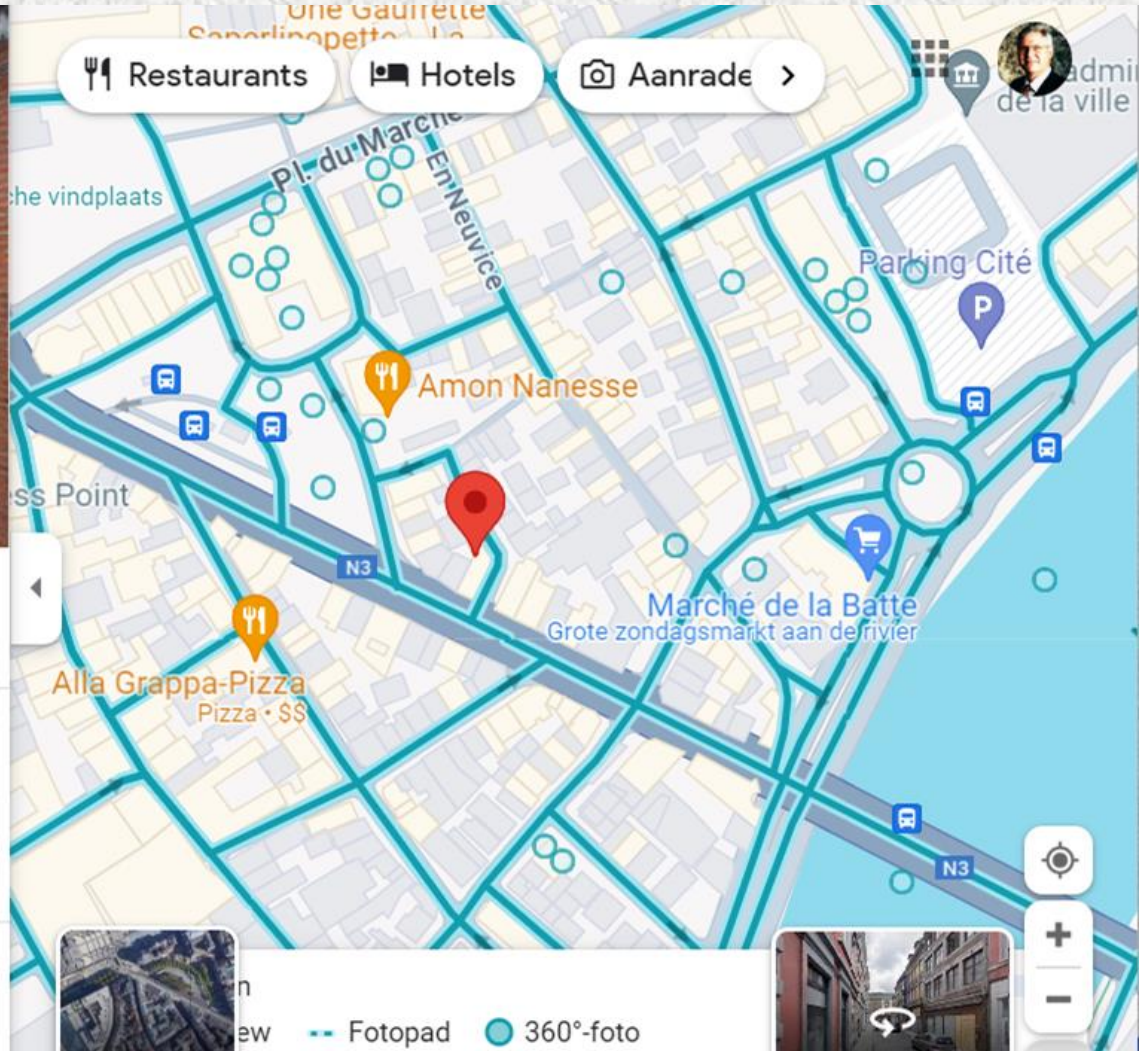 Une Gaufrette
Saperlipopette - La
Restaurants
Hotels
Aanrade
de la ville
Pl. du Marché
En Neuvice
che vindplaats
Parking Cité
P
Amon Nanesse
ss Point
N3
Marché de la Batte
Grote zondagsmarkt aan de rivier
Alla Grappa-Pizza
Pizza • $$
N3
n
ew
Fotopad
360°-foto